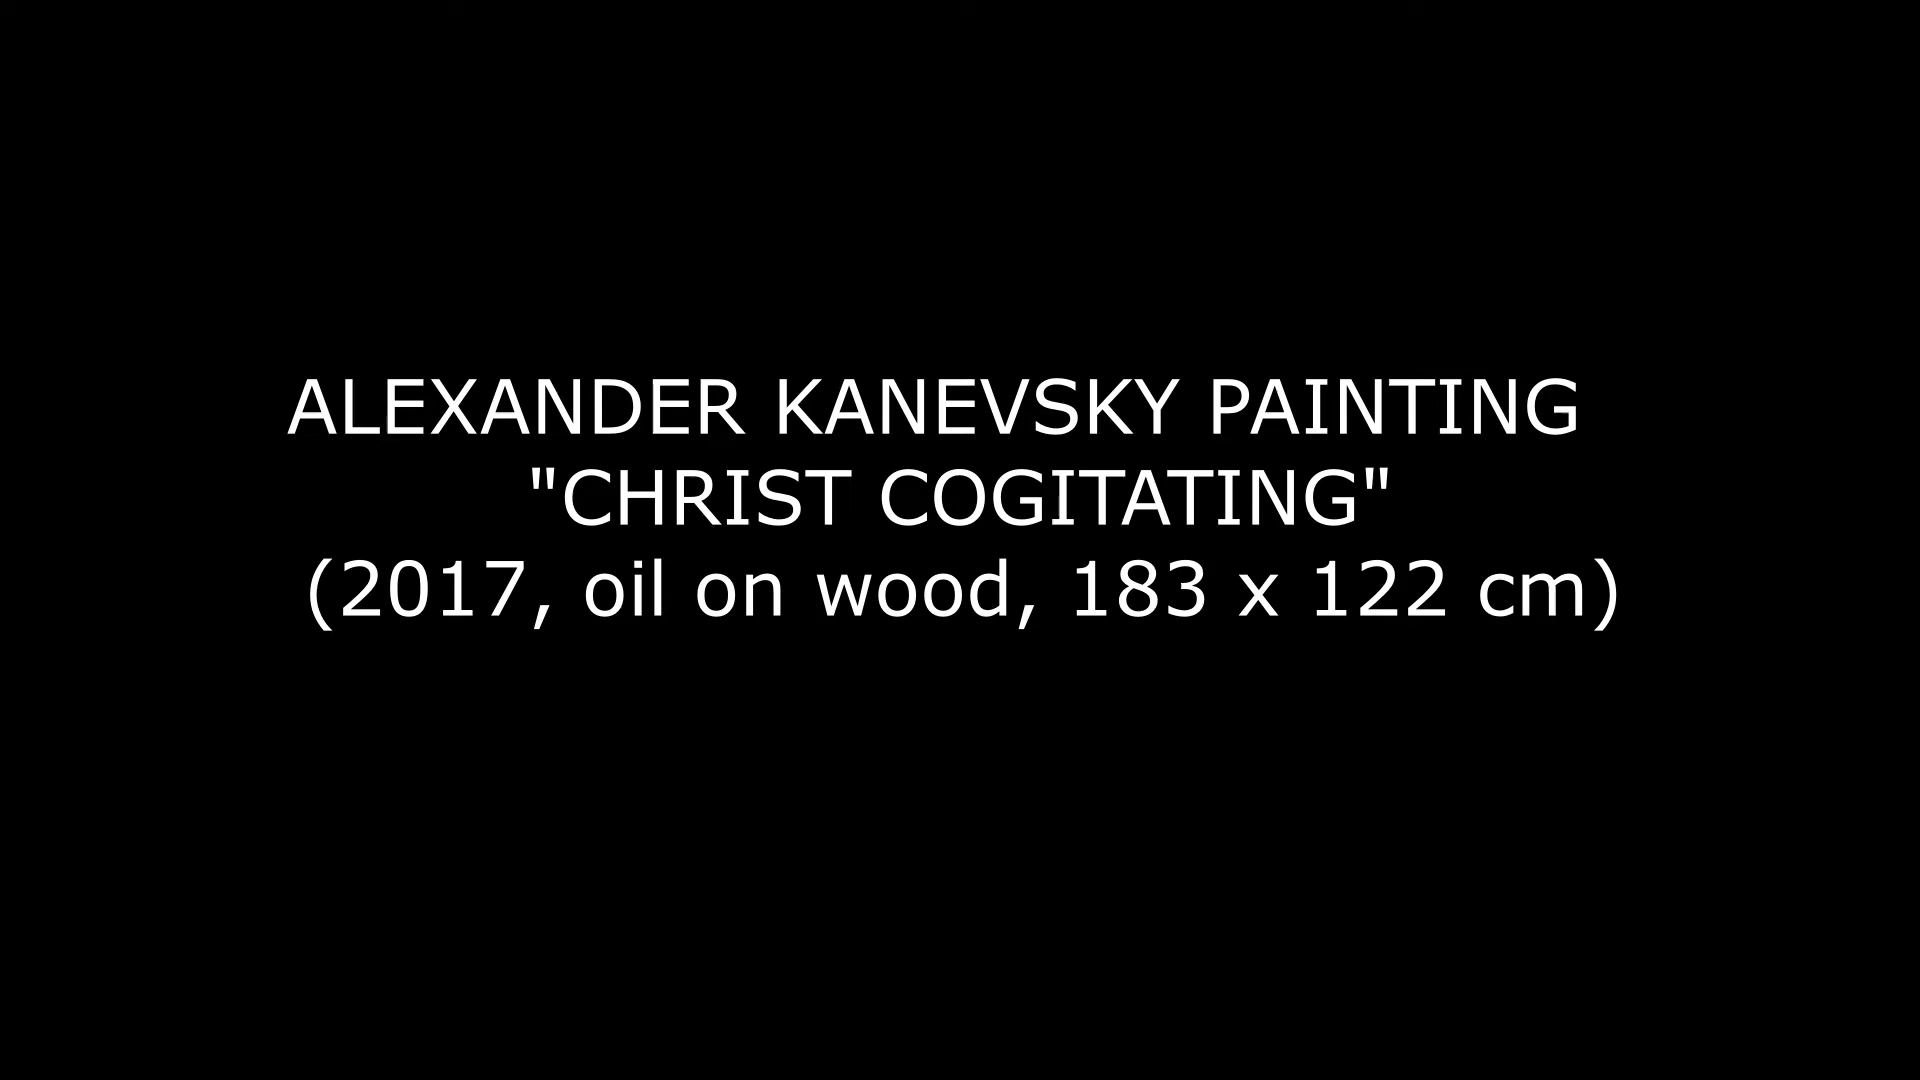 ALEXANDER KANEVSKY PAINTING
"CHRIST COGITATING"
(2017, oil on wood, 183 x 122 cm)